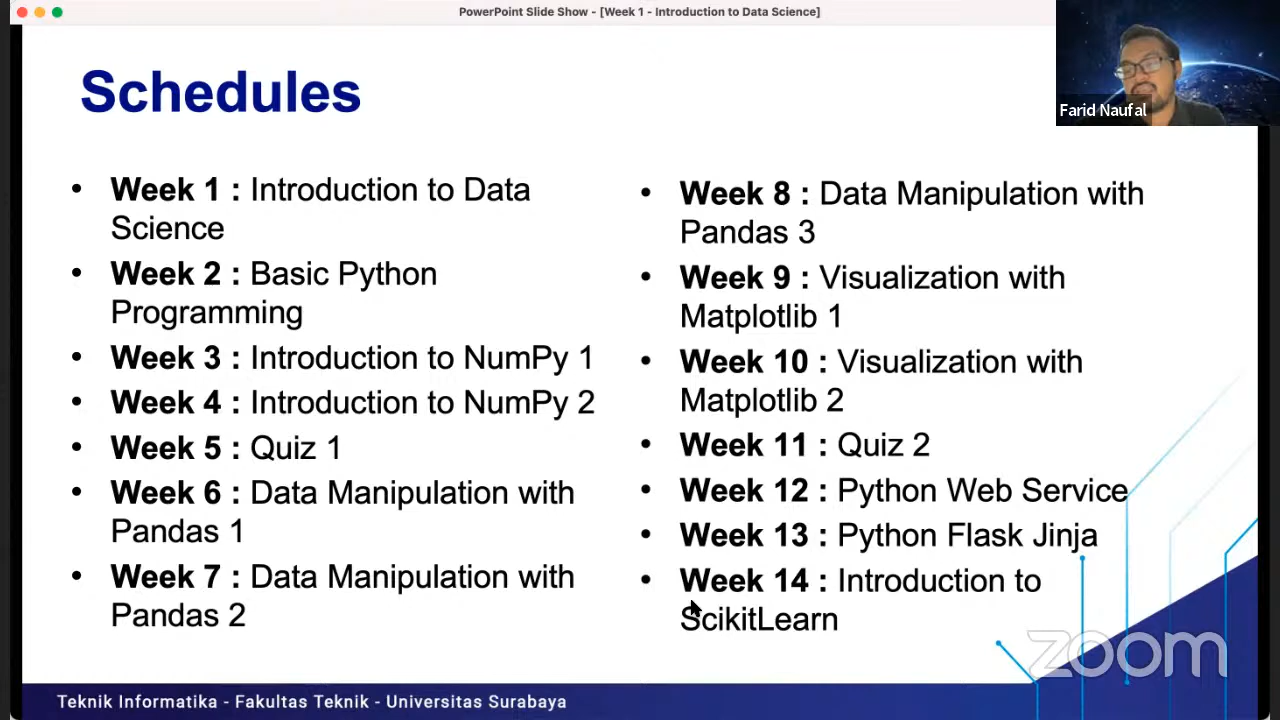 PowerPoint Slide Show - [Week 1 - Introduction to Data Science]
Farid Naufal
Schedules
• Week 1 : Introduction to Data
Science
• Week 2 : Basic Python
Programming
• Week 3 : Introduction to NumPy 1
• Week 4 : Introduction to NumPy 2
• Week 5 : Quiz 1
• Week 6 : Data Manipulation with
Pandas 1
• Week 7 : Data Manipulation with
Pandas 2
• Week 8 : Data Manipulation with
Pandas 3
• Week 9 : Visualization with
Matplotlib 1
• Week 10 : Visualization with
Matplotlib 2
• Week 11 : Quiz 2
• Week 12 : Python Web Service
• Week 13 : Python Flask Jinja
• Week 14 : Introduction to
ScikitLearn
zoom
Teknik Informatika - Fakultas Teknik - Universitas Surabaya